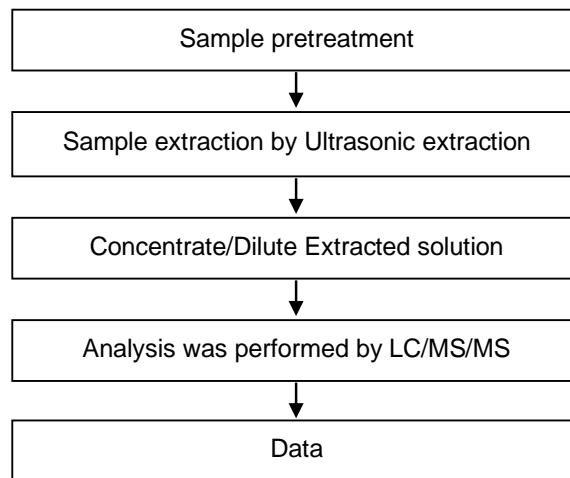 Sample pretreatment
Sample extraction by Ultrasonic extraction
Concentrate/Dilute Extracted solution
Analysis was performed by LC/MS/MS
Data